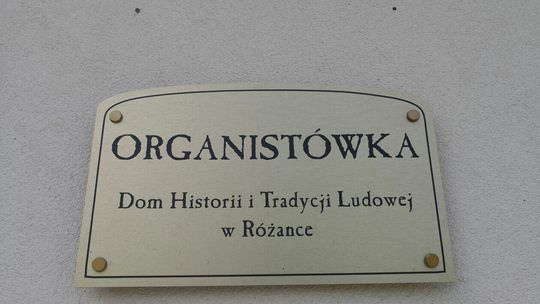 ORGANISTÓWKA
Dom Historii i Tradycji Ludowej
w Różance